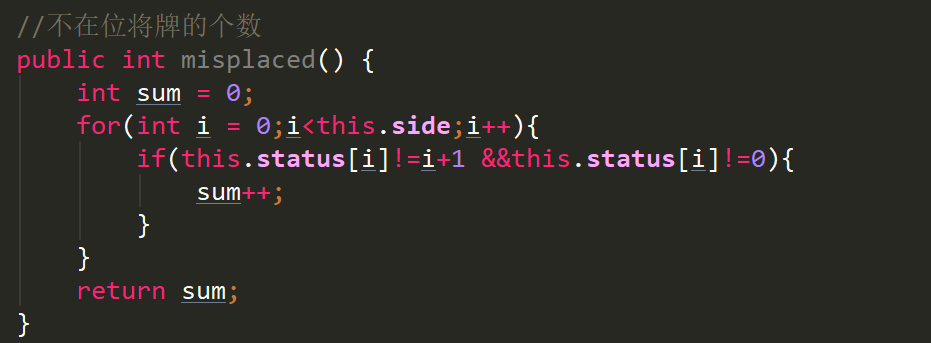 //不在位将牌的个数
public int misplaced() {
    int sum = 0;
    for(int i = 0;i<this.side;i++){
        if(this.status[i]!=i+1 &&this.status[i]!=0){
            sum++;
        }
    }
    return sum;
}